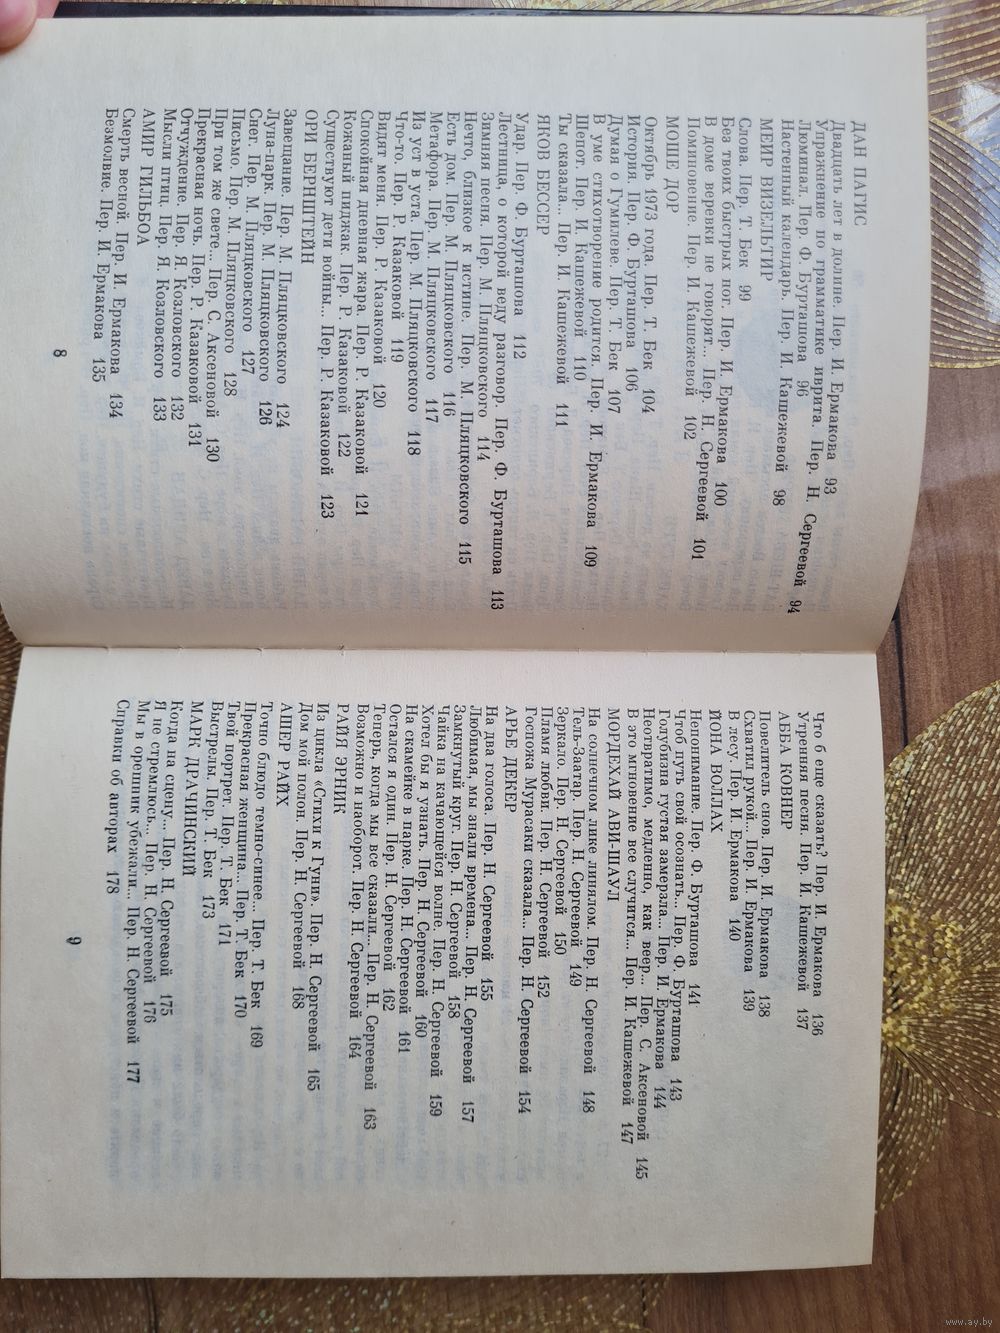 ДАН ПАГИС
Двадцать лет в долине. Пер. И. Ермакова 93
Упражнение по грамматике иврита. Пер. Н. Сергеевой 94
Люминал. Пер. Ф. Бурташова 96
Настенный календарь. Пер. И. Кашежевой 98
МЕИР ВИЗЕЛЬТИР
Слова. Пер. Т. Бек 99
Без твоих быстрых ног. Пер. И. Ермакова 100
В доме веревки не говорят... Пер. Н. Сергеевой 101
Поминовение. Пер. И. Кашежевой 102
МОШЕ ДОР
Октябрь 1973 года. Пер. Т. Бек 104
История. Пер. Ф. Бурташова 106
Думая о Гумилеве. Пер. Т. Бек 107
В уме стихотворение родится. Пер. И. Ермакова 109
Шепот. Пер. И. Кашежевой 110
Ты сказала... Пер. И. Кашежевой 111
ЯКОВ БЕССЕР
Удар. Пер. Ф. Бурташова 112
Лестница, о которой веду разговор. Пер. Ф. Бурташова 113
Зимняя песня. Пер. М. Пляцковского 114
Нечто, близкое к истине. Пер. М. Пляцковского 115
Есть дом. Пер. М. Пляцковского 116
Метафора. Пер. М. Пляцковского 117
Из уст в уста. Пер. М. Пляцковского 118
Что-то. Пер. Р. Казаковой 119
Видят меня. Пер. Р. Казаковой 120
Спокойная дневная жара. Пер. Р. Казаковой 121
Кожаный пиджак. Пер. Р. Казаковой 122
Существуют дети войны... Пер. Р. Казаковой 123
ОРИ БЕРНШТЕЙН
Завещание. Пер. М. Пляцковского 124
Луна-парк. Пер. М. Пляцковского 126
Снег. Пер. М. Пляцковского 127
Письмо. Пер. М. Пляцковского 128
При том же свете... Пер. С. Аксеновой 130
Прекрасная ночь. Пер. Р. Казаковой 131
Отчуждение. Пер. Я. Козловского 132
Мысли птиц. Пер. Я. Козловского 133
АМИР ГИЛЬБОА
Смерть весной. Пер. И. Ермакова 134
Безмолвие. Пер. И. Ермакова 135
8
Что б еще сказать? Пер. И. Ермакова 136
Утренняя песня. Пер. И. Кашежевой 137
АББА КОВНЕР
Повелитель снов. Пер. И. Ермакова 138
Схватил рукой... Пер. И. Ермакова 139
В лесу. Пер. И. Ермакова 140
ЙОНА ВОЛЛАХ
Непонимание. Пер. Ф. Бурташова 141
Чтоб путь свой осознать... Пер. Ф. Бурташова 143
Голубизна густая замерзла... Пер. И. Ермакова 144
Неотвратимо, медленно, как веер... Пер. С. Аксеновой 145
В это мгновение все случится... Пер. И. Кашежевой 147
МОРДЕХАЙ АВИ-ШАУЛ
На солнечном лике линялом. Пер. Н. Сергеевой 148
Тель-Заатар. Пер. Н. Сергеевой 149
Зеркало. Пер. Н. Сергеевой 150
Пламя любви. Пер. Н. Сергеевой 152
Госпожа Мурасаки сказала... Пер. Н. Сергеевой 154
АРЬЕ ДЕКЕР
На два голоса. Пер. Н. Сергеевой 155
Любимая, мы знали времена... Пер. Н. Сергеевой 157
Замкнутый круг. Пер. Н. Сергеевой 158
Чайка на качающейся волне. Пер. Н. Сергеевой 159
Хотел бы я узнать. Пер. Н. Сергеевой 160
На скамейке в парке. Пер. Н. Сергеевой 161
Остался я один. Пер. Н. Сергеевой 162
Теперь, когда мы все сказали... Пер. Н. Сергеевой 163
Возможно и наоборот. Пер. Н. Сергеевой 164
РАЙЯ ЭРНИК
Из цикла «Стихи к Гуни». Пер. Н. Сергеевой 165
Дом мой полон. Пер. Н. Сергеевой 168
АШЕР РАЙХ
Точно блюдо темно-синее... Пер. Т. Бек 169
Прекрасная женщина... Пер. Т. Бек 170
Твой портрет. Пер. Т. Бек 171
Выстрелы. Пер. Т. Бек 173
МАРК ДРАЧИНСКИЙ
Когда на сцену... Пер. Н. Сергеевой 175
Я не стремлюсь... Пер. Н. Сергеевой 176
Мы в орешник убежали... Пер. Н. Сергеевой 177
Справки об авторах 178
9
www.ay.by